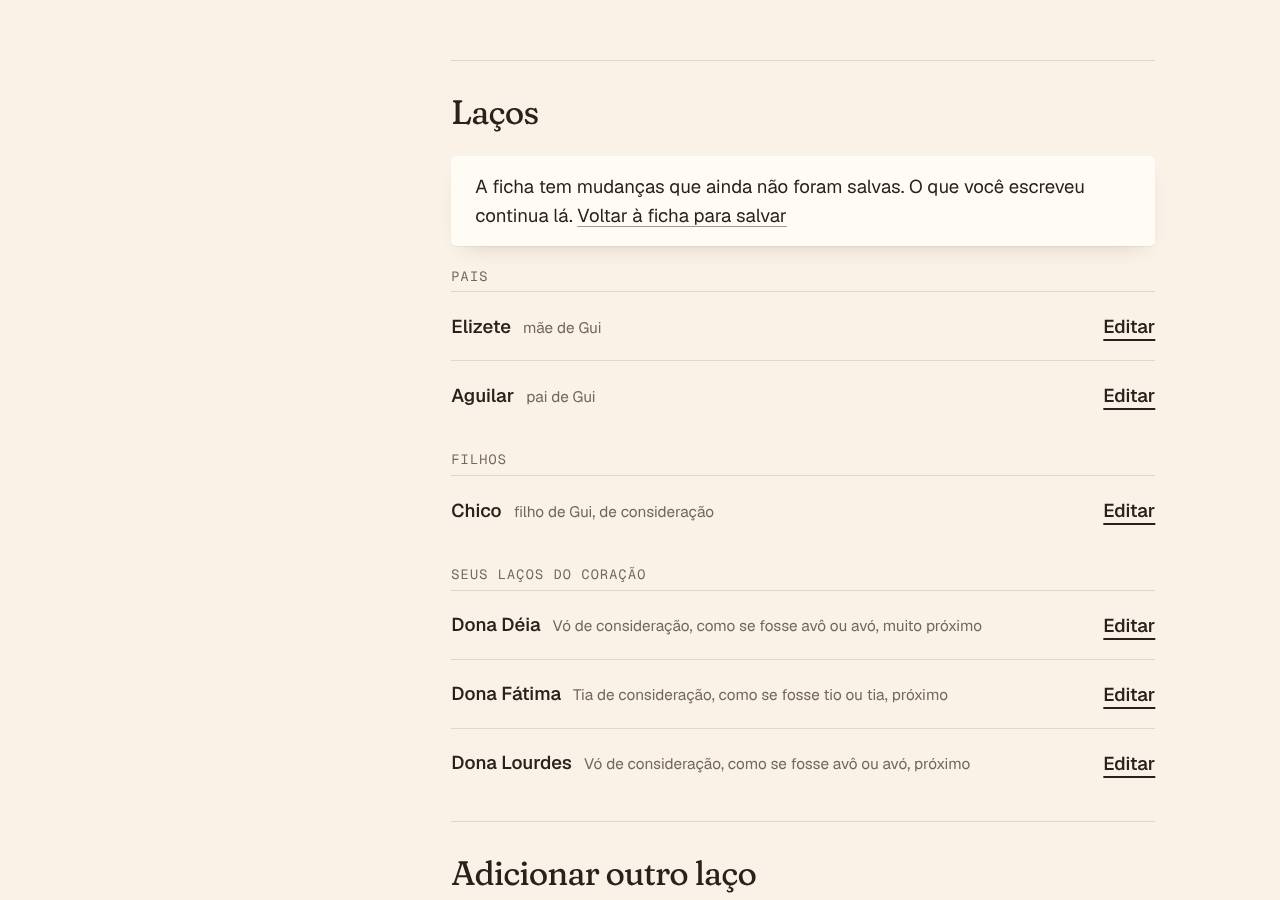 Laços
A ficha tem mudanças que ainda não foram salvas. O que você escreveu
continua lá. Voltar à ficha para salvar
PAIS
Elizete mãe de Gui Editar
Aguilar pai de Gui Editar
FILHOS
Chico filho de Gui, de consideração Editar
SEUS LAÇOS DO CORAÇÃO
Dona Déia Vó de consideração, como se fosse avô ou avó, muito próximo Editar
Dona Fátima Tia de consideração, como se fosse tio ou tia, próximo Editar
Dona Lourdes Vó de consideração, como se fosse avô ou avó, próximo Editar
Adicionar outro laço